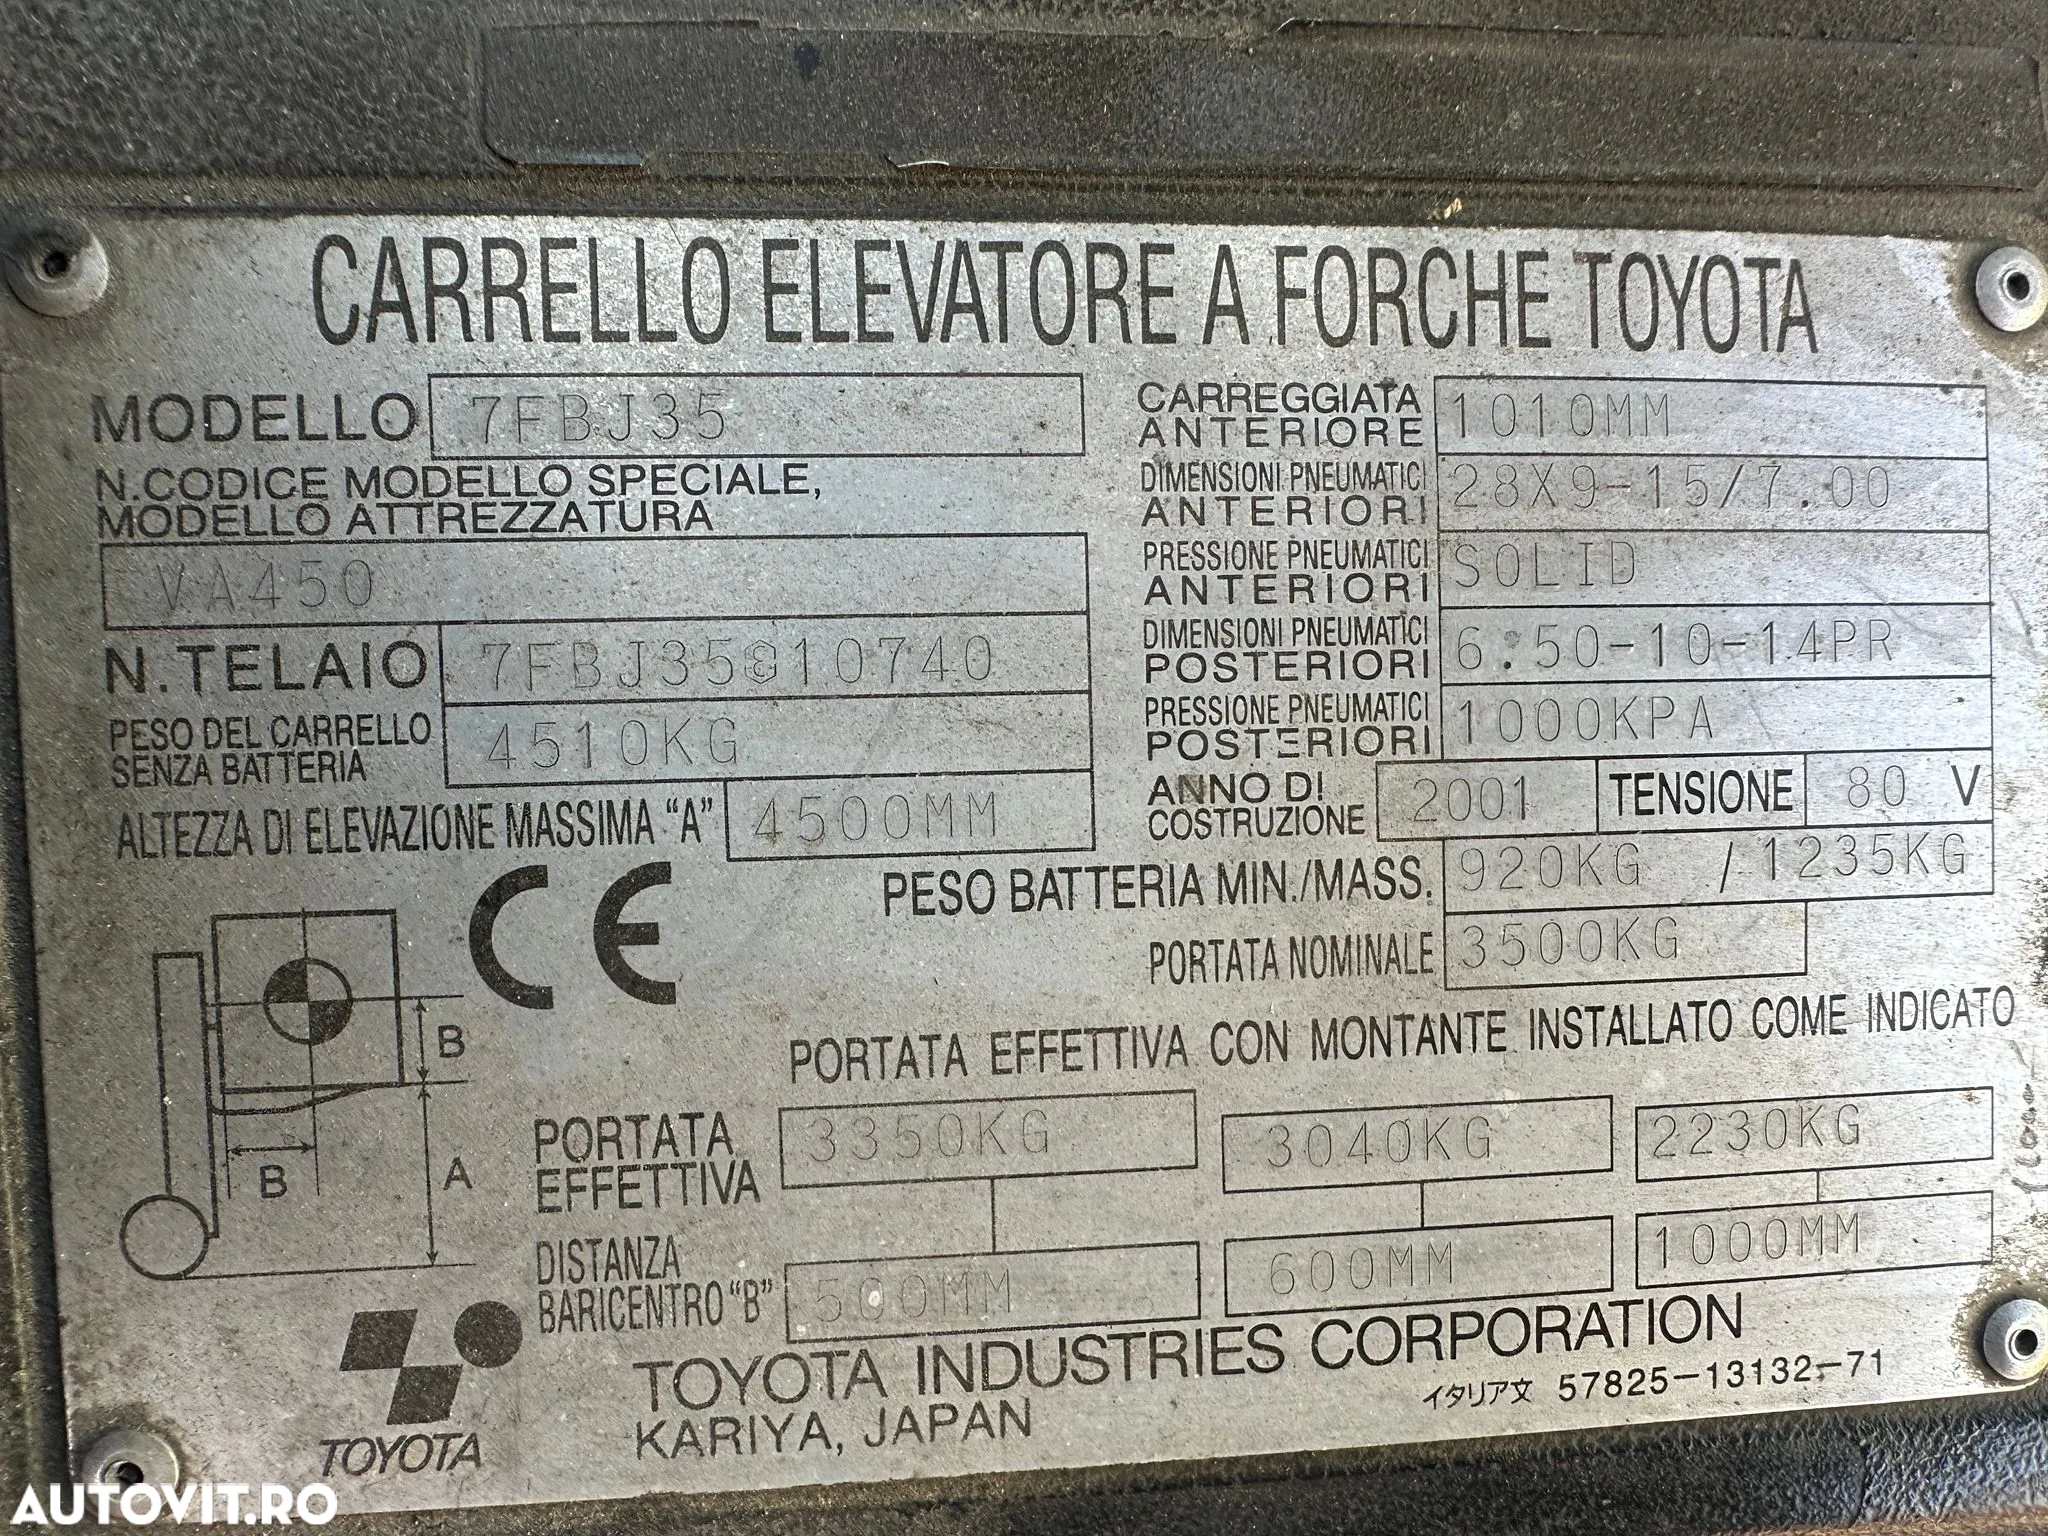 CARRELLO ELEVATORE A FORCHE TOYOTA
MODELLO 7FBJ35
N.CODICE MODELLO SPECIALE,
MODELLO ATTREZZATURA
VA450
N.TELAIO 7FBJ35 10740
PESO DEL CARRELLO
SENZA BATTERIA 4510KG
ALTEZZA DI ELEVAZIONE MASSIMA "A" 4500MM
CARREGGIATA
ANTERIORE 1010MM
DIMENSIONI PNEUMATICI
ANTERIORI 28X9-15/7.00
PRESSIONE PNEUMATICI
ANTERIORI SOLID
DIMENSIONI PNEUMATICI
POSTERIORI 6.50-10-14PR
PRESSIONE PNEUMATICI
POSTERIORI 1000KPA
ANNO DI
COSTRUZIONE 2001 TENSIONE 80 V
PESO BATTERIA MIN./MASS. 920KG / 1235KG
PORTATA NOMINALE 3500KG
CE
B
B
A
PORTATA EFFETTIVA CON MONTANTE INSTALLATO COME INDICATO
PORTATA
EFFETTIVA 3350KG 3040KG 2230KG
DISTANZA
BARICENTRO "B" 500MM 600MM 1000MM
TOYOTA INDUSTRIES CORPORATION
KARIYA, JAPAN
イタリア文 57825-13132-71
TOYOTA
AUTOVIT.RO